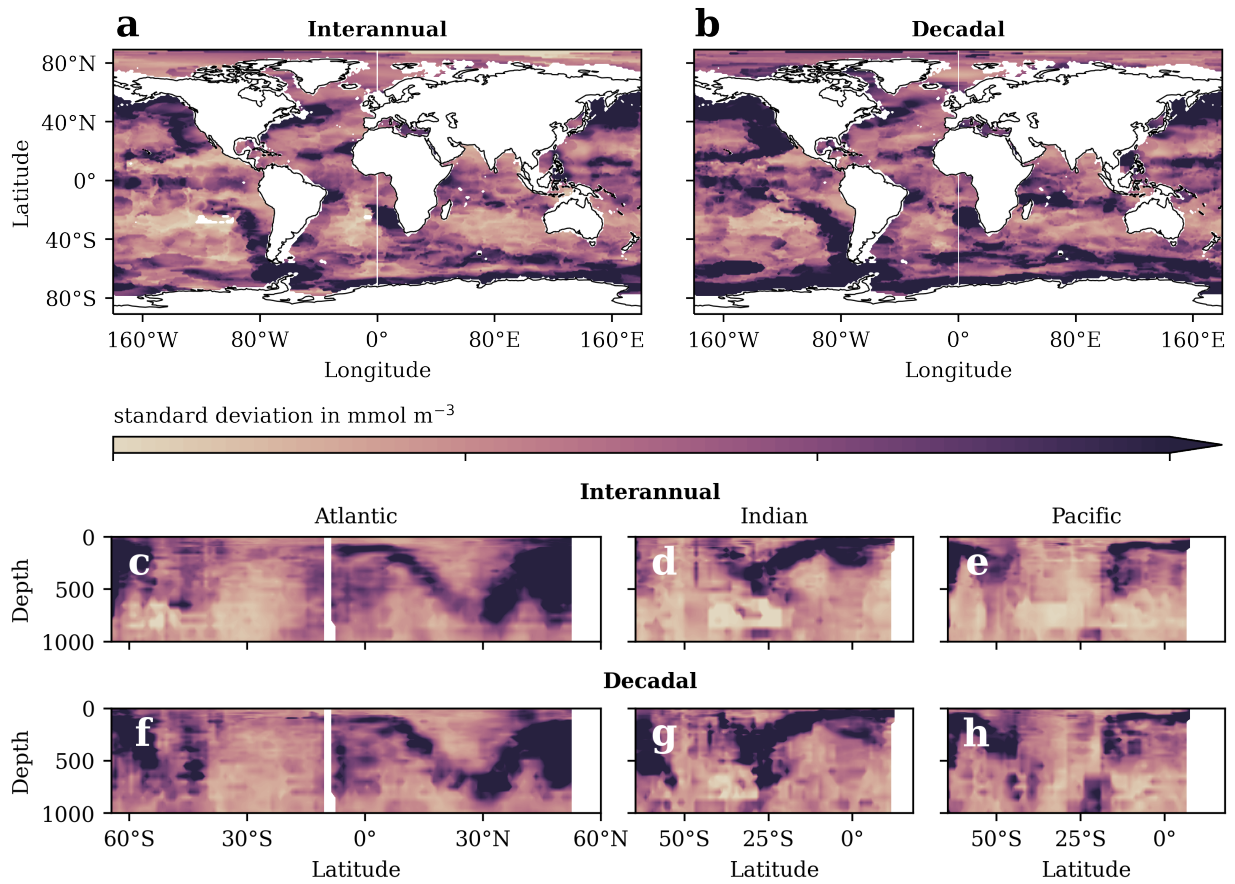 a Interannual
b Decadal
Latitude
80°N
40°N
0°
40°S
80°S
160°W 80°W 0° 80°E 160°E
160°W 80°W 0° 80°E 160°E
Longitude
Longitude
standard deviation in mmol m⁻³
Interannual
Atlantic Indian Pacific
Depth
0
500
1000
c
d
e
Decadal
Depth
0
500
1000
f
g
h
60°S 30°S 0° 30°N 60°N
50°S 25°S 0°
50°S 25°S 0°
Latitude Latitude Latitude